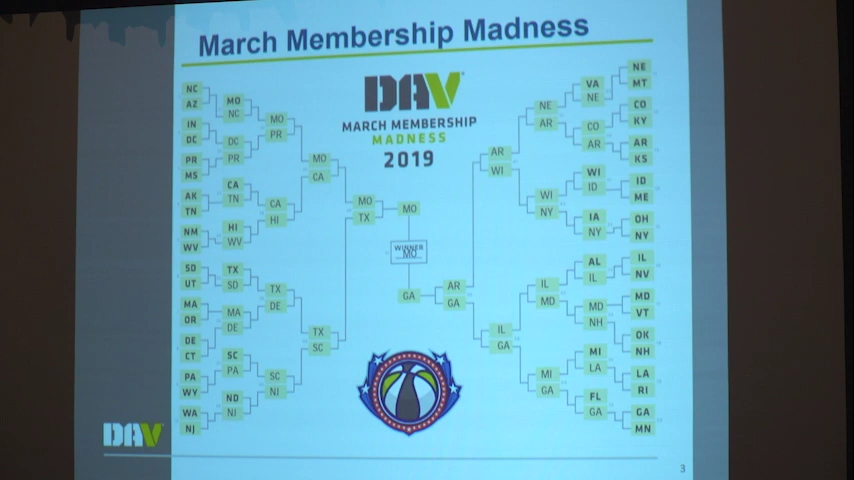 March Membership Madness
DAV
MARCH MEMBERSHIP
MADNESS
2019
NC
AZ
IN
DC
PR
MS
AK
TN
NM
WV
SD
UT
MA
OR
DE
CT
PA
WY
WA
NJ
MO
NC
DC
PR
CA
TN
HI
WV
TX
SD
MA
DE
SC
PA
ND
NJ
MO
PR
CA
HI
TX
DE
SC
NJ
MO
CA
TX
SC
MO
TX
MO
WINNER
MO
GA
AR
GA
AR
WI
IL
GA
NE
AR
WI
NY
IL
MD
MI
GA
VA
NE
CO
AR
WI
ID
IA
NY
AL
IL
MD
NH
MI
LA
FL
GA
NE
MT
CO
KY
AR
KS
ID
ME
OH
NY
IL
NV
MD
VT
OK
NH
LA
RI
GA
MN
DAV
3